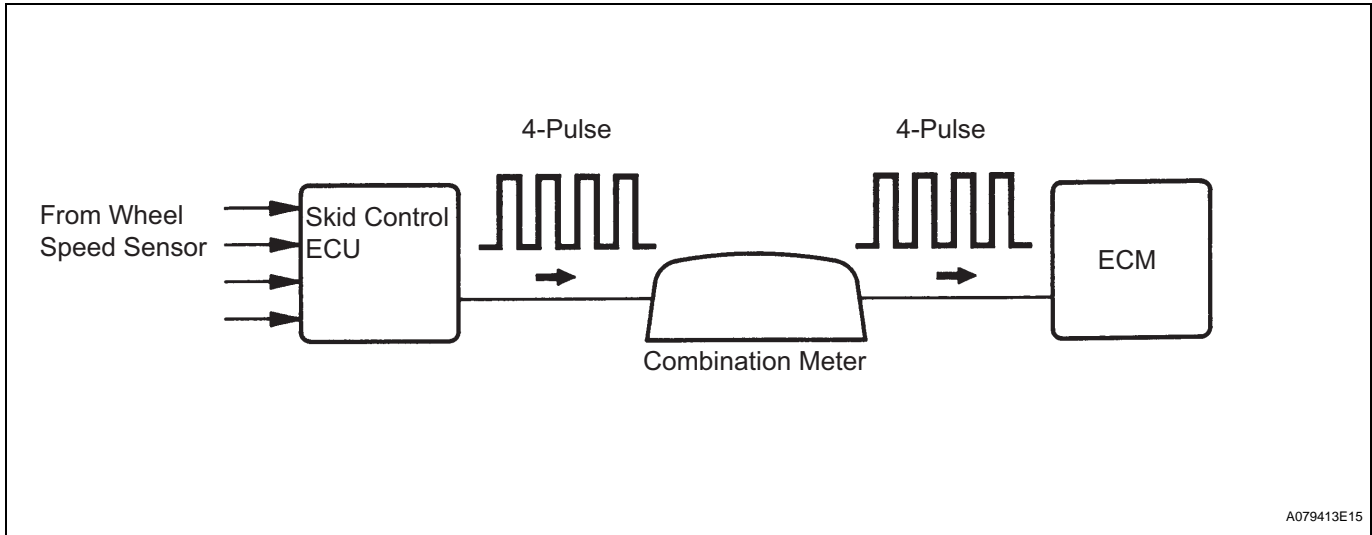 4-Pulse
4-Pulse
From Wheel
Speed Sensor
Skid Control
ECU
ECM
Combination Meter
A079413E15